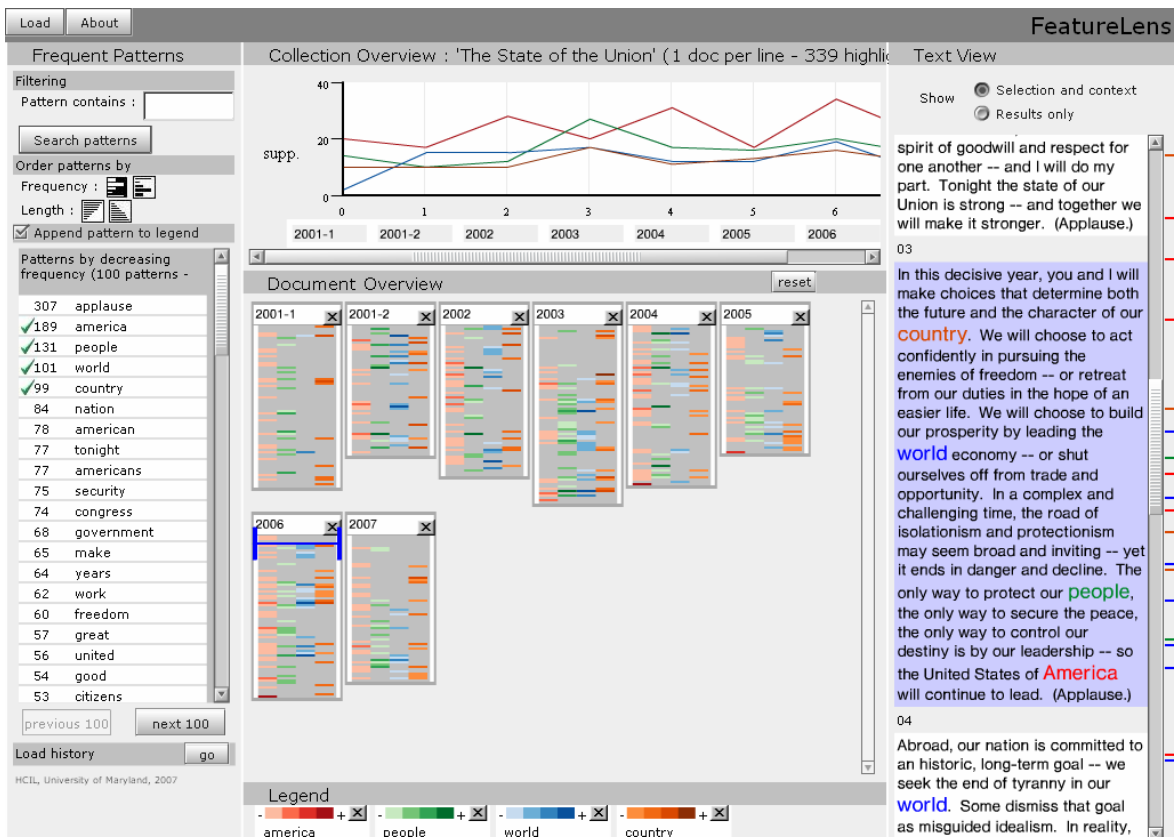 Load About
FeatureLens
Frequent Patterns
Filtering
Pattern contains :
Search patterns
Order patterns by
Frequency :
Length :
Append pattern to legend
Patterns by decreasing
frequency (100 patterns -
307 applause
189 america
131 people
101 world
99 country
84 nation
78 american
77 tonight
77 americans
75 security
74 congress
68 government
65 make
64 years
62 work
60 freedom
57 great
56 united
54 good
53 citizens
previous 100 next 100
Load history go
HCIL, University of Maryland, 2007
Collection Overview : 'The State of the Union' (1 doc per line - 339 highlig
40
20
0
supp.
0 1 2 3 4 5 6
2001-1 2001-2 2002 2003 2004 2005 2006
Document Overview reset
2001-1 2001-2 2002 2003 2004 2005
2006 2007
Legend
- + - + - + - +
america people world country
Text View
Show Selection and context
Results only
spirit of goodwill and respect for
one another -- and I will do my
part. Tonight the state of our
Union is strong -- and together we
will make it stronger. (Applause.)
03
In this decisive year, you and I will
make choices that determine both
the future and the character of our
country. We will choose to act
confidently in pursuing the
enemies of freedom -- or retreat
from our duties in the hope of an
easier life. We will choose to build
our prosperity by leading the
world economy -- or shut
ourselves off from trade and
opportunity. In a complex and
challenging time, the road of
isolationism and protectionism
may seem broad and inviting -- yet
it ends in danger and decline. The
only way to protect our people,
the only way to secure the peace,
the only way to control our
destiny is by our leadership -- so
the United States of America
will continue to lead. (Applause.)
04
Abroad, our nation is committed to
an historic, long-term goal -- we
seek the end of tyranny in our
world. Some dismiss that goal
as misguided idealism. In reality,